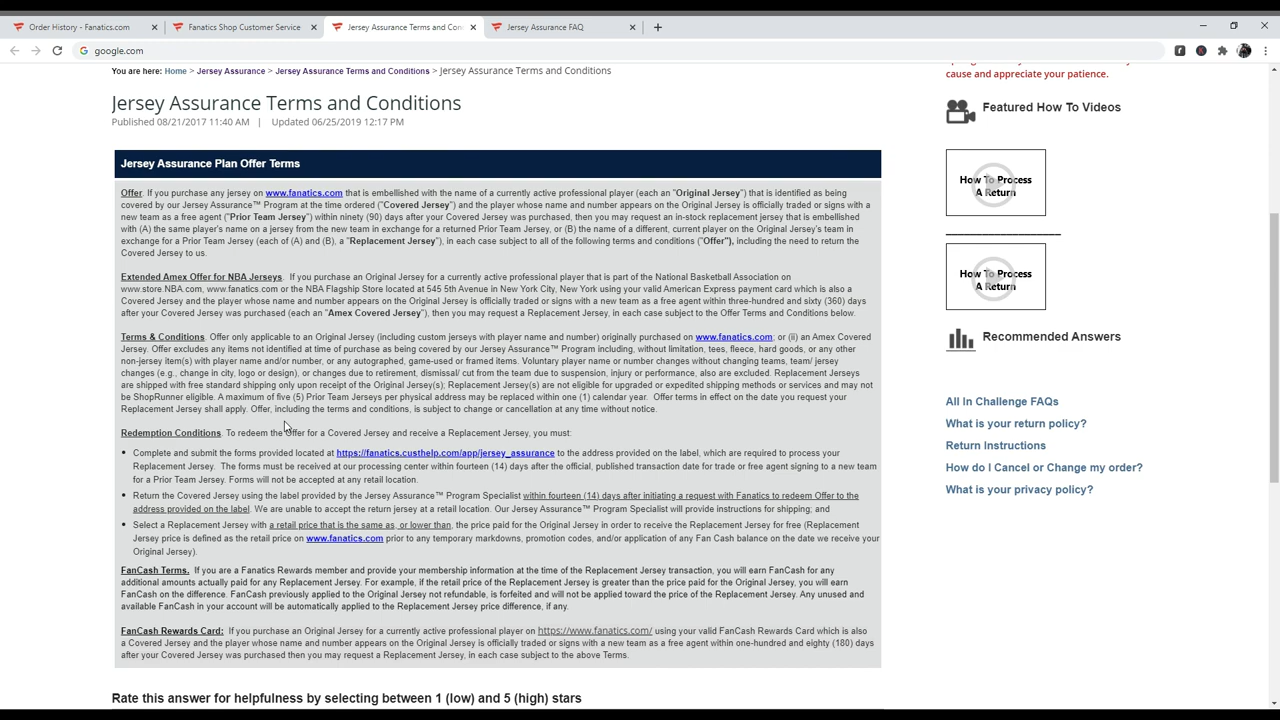 Order History - Fanatics.com
Fanatics Shop Customer Service
Jersey Assurance Terms and Con
Jersey Assurance FAQ
google.com
You are here: Home > Jersey Assurance > Jersey Assurance Terms and Conditions > Jersey Assurance Terms and Conditions
cause and appreciate your patience.
Jersey Assurance Terms and Conditions
Published 08/21/2017 11:40 AM | Updated 06/25/2019 12:17 PM
Jersey Assurance Plan Offer Terms
Offer. If you purchase any jersey on www.fanatics.com that is embellished with the name of a currently active professional player (each an "Original Jersey") that is identified as being
covered by our Jersey Assurance™ Program at the time ordered ("Covered Jersey") and the player whose name and number appears on the Original Jersey is officially traded or signs with a
new team as a free agent ("Prior Team Jersey") within ninety (90) days after your Covered Jersey was purchased, then you may request an in-stock replacement jersey that is embellished
with (A) the same player's name on a jersey from the new team in exchange for a returned Prior Team Jersey, or (B) the name of a different, current player on the Original Jersey's team in
exchange for a Prior Team Jersey (each of (A) and (B), a "Replacement Jersey"), in each case subject to all of the following terms and conditions ("Offer"), including the need to return the
Covered Jersey to us.
Extended Amex Offer for NBA Jerseys. If you purchase an Original Jersey for a currently active professional player that is part of the National Basketball Association on
www.store.NBA.com, www.fanatics.com or the NBA Flagship Store located at 545 5th Avenue in New York City, New York using your valid American Express payment card which is also a
Covered Jersey and the player whose name and number appears on the Original Jersey is officially traded or signs with a new team as a free agent within three-hundred and sixty (360) days
after your Covered Jersey was purchased (each an "Amex Covered Jersey"), then you may request a Replacement Jersey, in each case subject to the Offer Terms and Conditions below.
Terms & Conditions. Offer only applicable to an Original Jersey (including custom jerseys with player name and number) originally purchased on www.fanatics.com; or (ii) an Amex Covered
Jersey. Offer excludes any items not identified at time of purchase as being covered by our Jersey Assurance™ Program including, without limitation, tees, fleece, hard goods, or any other
non-jersey item(s) with player name and/or number, or any autographed, game-used or framed items. Voluntary player name or number changes without changing teams, team/ jersey
changes (e.g., change in city, logo or design), or changes due to retirement, dismissal/ cut from the team due to suspension, injury or performance, also are excluded. Replacement Jerseys
are shipped with free standard shipping only upon receipt of the Original Jersey(s); Replacement Jersey(s) are not eligible for upgraded or expedited shipping methods or services and may not
be ShopRunner eligible. A maximum of five (5) Prior Team Jerseys per physical address may be replaced within one (1) calendar year. Offer terms in effect on the date you request your
Replacement Jersey shall apply. Offer, including the terms and conditions, is subject to change or cancellation at any time without notice.
Redemption Conditions. To redeem the Offer for a Covered Jersey and receive a Replacement Jersey, you must:
• Complete and submit the forms provided located at https://fanatics.custhelp.com/app/jersey_assurance to the address provided on the label, which are required to process your
Replacement Jersey. The forms must be received at our processing center within fourteen (14) days after the official, published transaction date for trade or free agent signing to a new team
for a Prior Team Jersey. Forms will not be accepted at any retail location.
• Return the Covered Jersey using the label provided by the Jersey Assurance™ Program Specialist within fourteen (14) days after initiating a request with Fanatics to redeem Offer to the
address provided on the label. We are unable to accept the return jersey at a retail location. Our Jersey Assurance™ Program Specialist will provide instructions for shipping; and
• Select a Replacement Jersey with a retail price that is the same as, or lower than, the price paid for the Original Jersey in order to receive the Replacement Jersey for free (Replacement
Jersey price is defined as the retail price on www.fanatics.com prior to any temporary markdowns, promotion codes, and/or application of any Fan Cash balance on the date we receive your
Original Jersey).
FanCash Terms. If you are a Fanatics Rewards member and provide your membership information at the time of the Replacement Jersey transaction, you will earn FanCash for any
additional amounts actually paid for any Replacement Jersey. For example, if the retail price of the Replacement Jersey is greater than the price paid for the Original Jersey, you will earn
FanCash on the difference. FanCash previously applied to the Original Jersey not refundable, is forfeited and will not be applied toward the price of the Replacement Jersey. Any unused and
available FanCash in your account will be automatically applied to the Replacement Jersey price difference, if any.
FanCash Rewards Card: If you purchase an Original Jersey for a currently active professional player on https://www.fanatics.com/ using your valid FanCash Rewards Card which is also
a Covered Jersey and the player whose name and number appears on the Original Jersey is officially traded or signs with a new team as a free agent within one-hundred and eighty (180) days
after your Covered Jersey was purchased then you may request a Replacement Jersey, in each case subject to the above Terms.
Rate this answer for helpfulness by selecting between 1 (low) and 5 (high) stars
Featured How To Videos
How To Process
A Return
How To Process
A Return
Recommended Answers
All In Challenge FAQs
What is your return policy?
Return Instructions
How do I Cancel or Change my order?
What is your privacy policy?